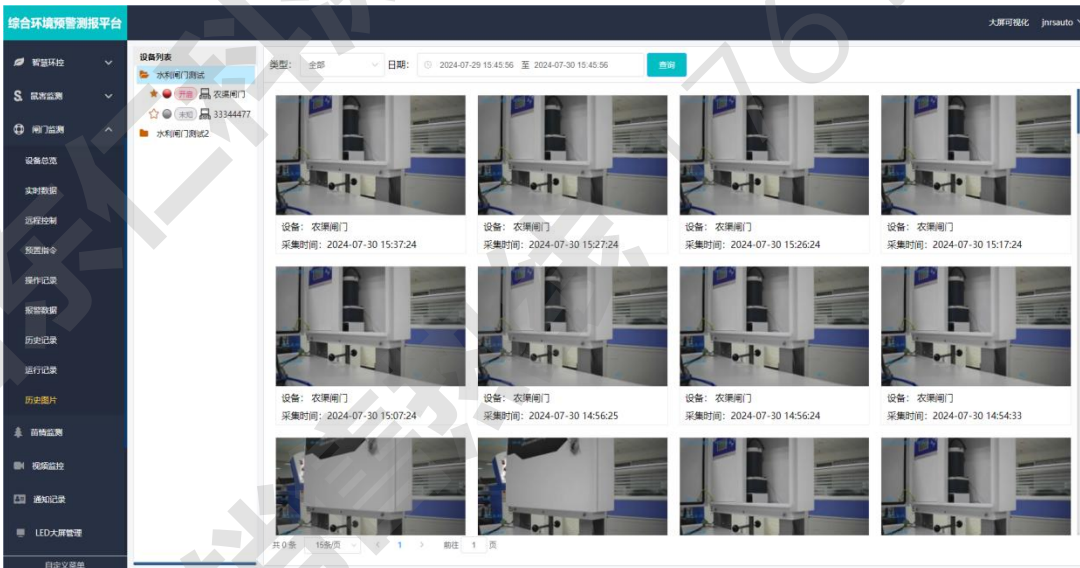 综合环境预警测报平台
大屏可视化 jnrsauto
智慧环控
鼠害监测
闸门监测
设备总览
实时数据
远程控制
预置指令
操作记录
报警数据
历史记录
运行记录
历史图片
苗情监测
视频监控
通知记录
LED大屏管理
自定义菜单
设备列表
水利闸门测试
农渠闸门
未知 33344477
水利闸门测试2
类型: 全部 日期: 2024-07-29 15:45:56 至 2024-07-30 15:45:56 查询
设备: 农渠闸门
采集时间: 2024-07-30 15:37:24
设备: 农渠闸门
采集时间: 2024-07-30 15:27:24
设备: 农渠闸门
采集时间: 2024-07-30 15:26:24
设备: 农渠闸门
采集时间: 2024-07-30 15:17:24
设备: 农渠闸门
采集时间: 2024-07-30 15:07:24
设备: 农渠闸门
采集时间: 2024-07-30 14:56:25
设备: 农渠闸门
采集时间: 2024-07-30 14:56:24
设备: 农渠闸门
采集时间: 2024-07-30 14:54:33
共 0 条 15条/页 1 前往 1 页